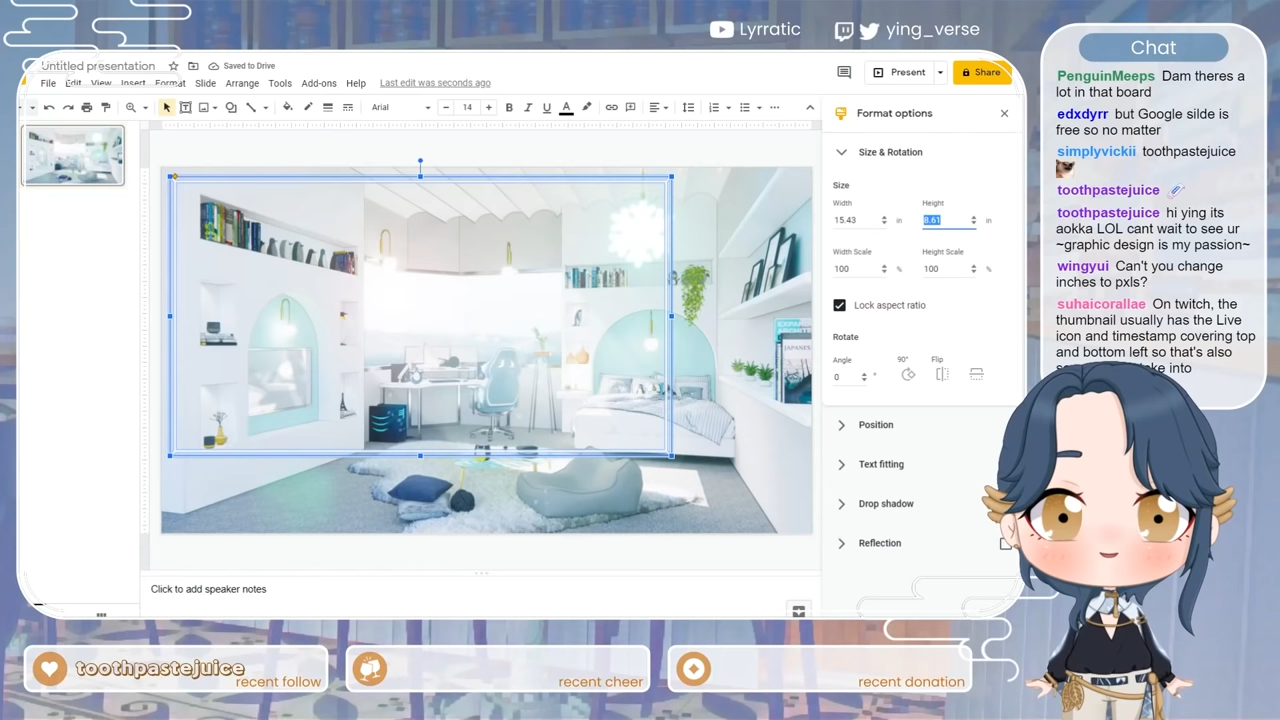 Lyrratic
ying_verse
Untitled presentation
Saved to Drive
File Edit View Insert Format Slide Arrange Tools Add-ons Help
Last edit was seconds ago
Present
Share
Arial
14
Format options
Size & Rotation
Size
Width
Height
15.43
in
8.61
in
Width Scale
Height Scale
100
%
100
%
Lock aspect ratio
Rotate
Angle
90°
Flip
0
°
Position
Text fitting
Drop shadow
Reflection
Click to add speaker notes
Chat
PenguinMeeps Dam theres a
lot in that board
edxdyrr but Google silde is
free so no matter
simplyvickii toothpastejuice
toothpastejuice
toothpastejuice hi ying its
aokka LOL cant wait to see ur
~graphic design is my passion~
wingyui Can't you change
inches to pxls?
suhaicorallae On twitch, the
thumbnail usually has the Live
icon and timestamp covering top
and bottom left so that's also
into
toothpastejuice
recent follow
recent cheer
recent donation